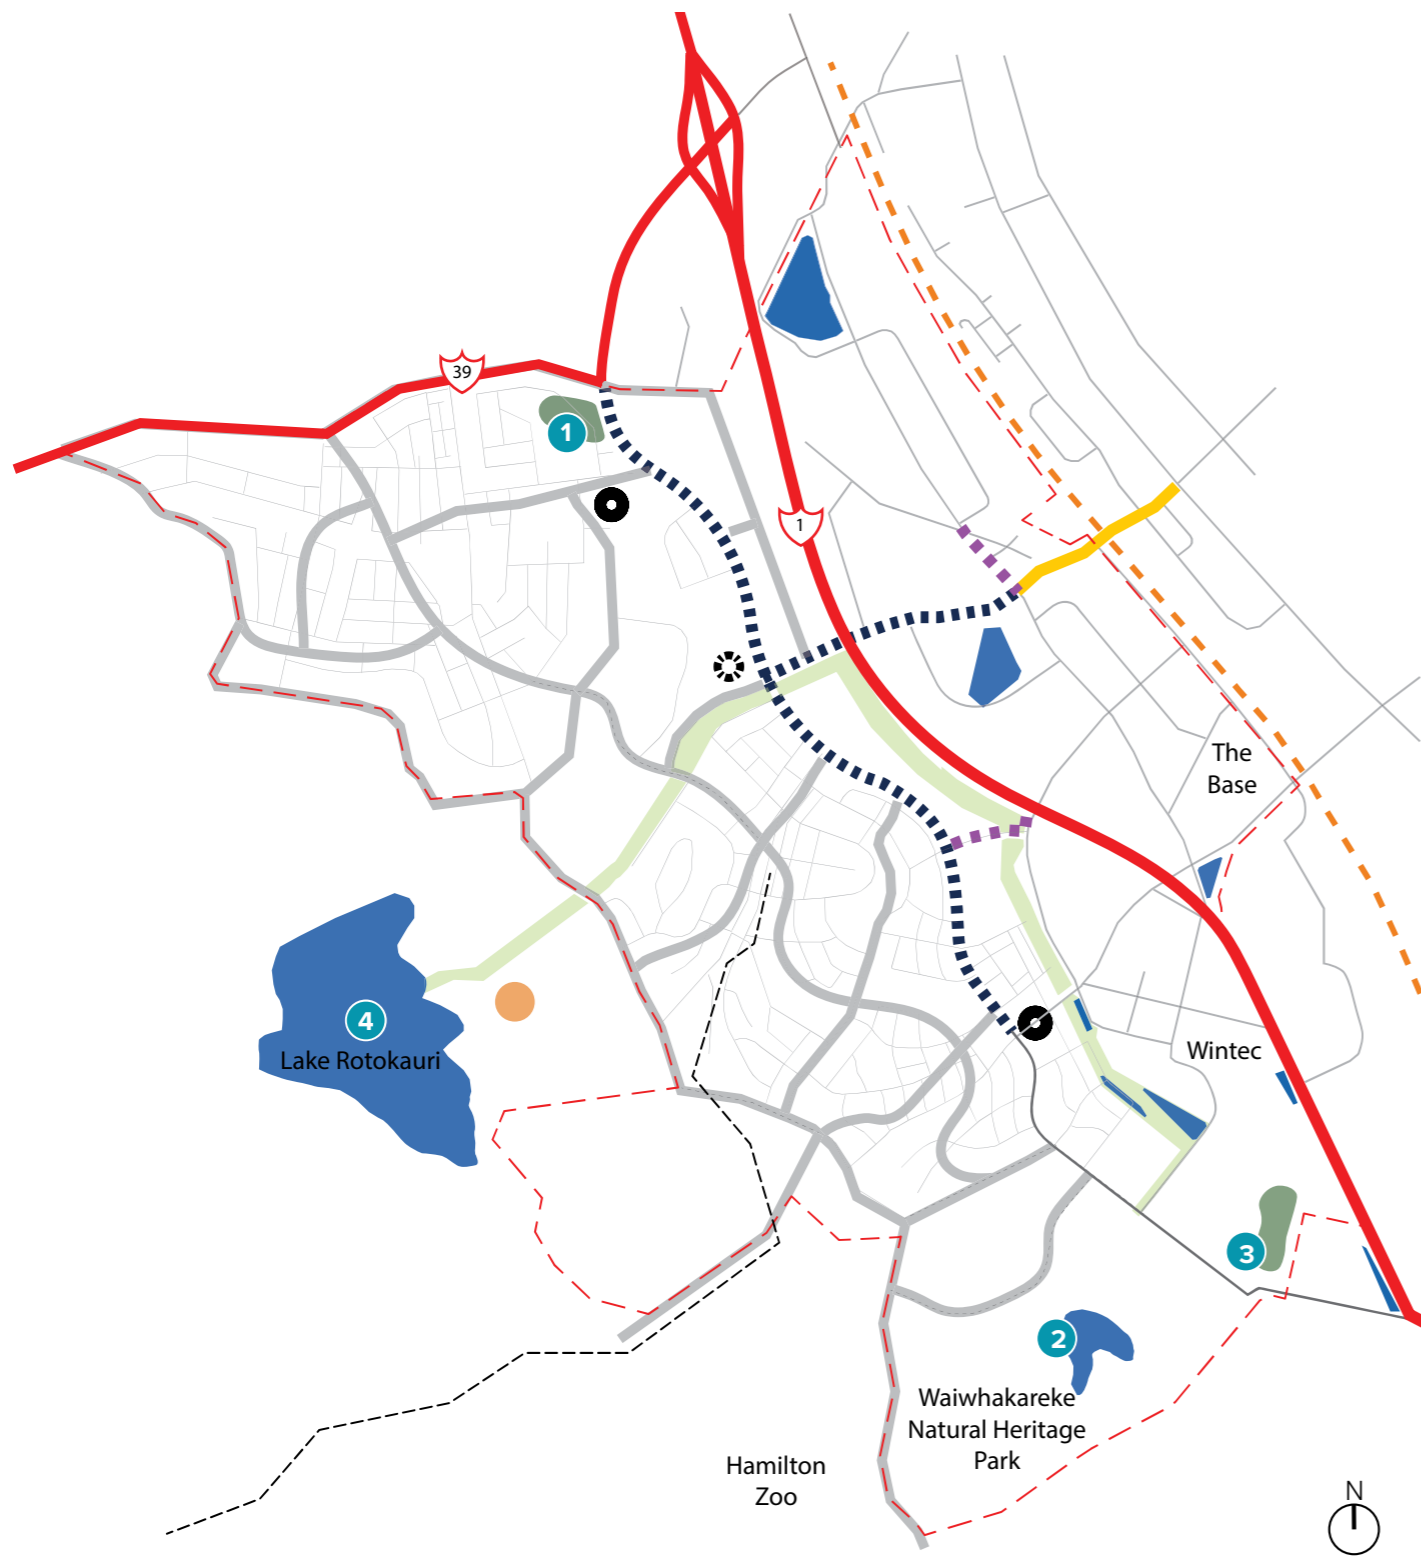 39
1
1
The
Base
4
Lake Rotokauri
Wintec
3
2
Waiwhakareke
Natural Heritage
Park
Hamilton
Zoo
N